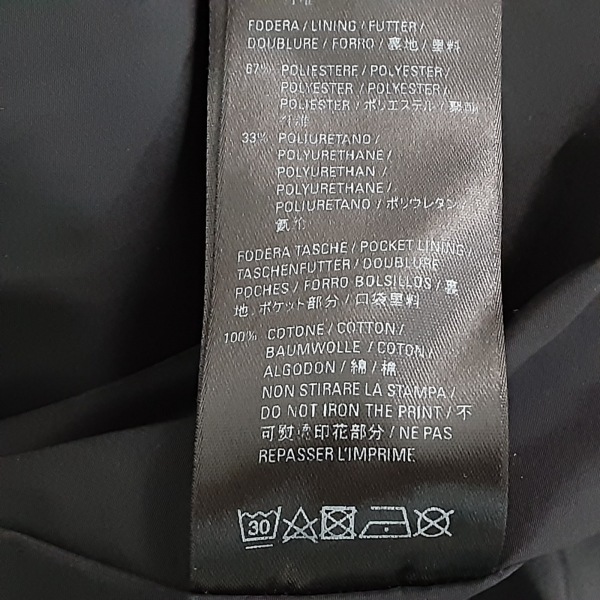 FODERA / LINING / FUTTER /
DOUBLURE / FORRO / 裏地 / 里料
67% POLIESTERE / POLYESTER /
POLYESTER / POLYESTER /
POLIESTER / ポリエステル / 聚酯
纤维
33% POLIURETANO /
POLYURETHANE /
POLYURETHAN /
POLYURETHANE /
POLIURETANO / ポリウレタン /
氨纶
FODERA TASCHE / POCKET LINING /
TASCHENFUTTER / DOUBLURE
POCHES / FORRO BOLSILLOS / 裏
地, ポケット部分 / 口袋里料
100% COTONE / COTTON /
BAUMWOLLE / COTON /
ALGODON / 綿 / 棉
NON STIRARE LA STAMPA /
DO NOT IRON THE PRINT / 不
可熨烫印花部分 / NE PAS
REPASSER L'IMPRIME
30